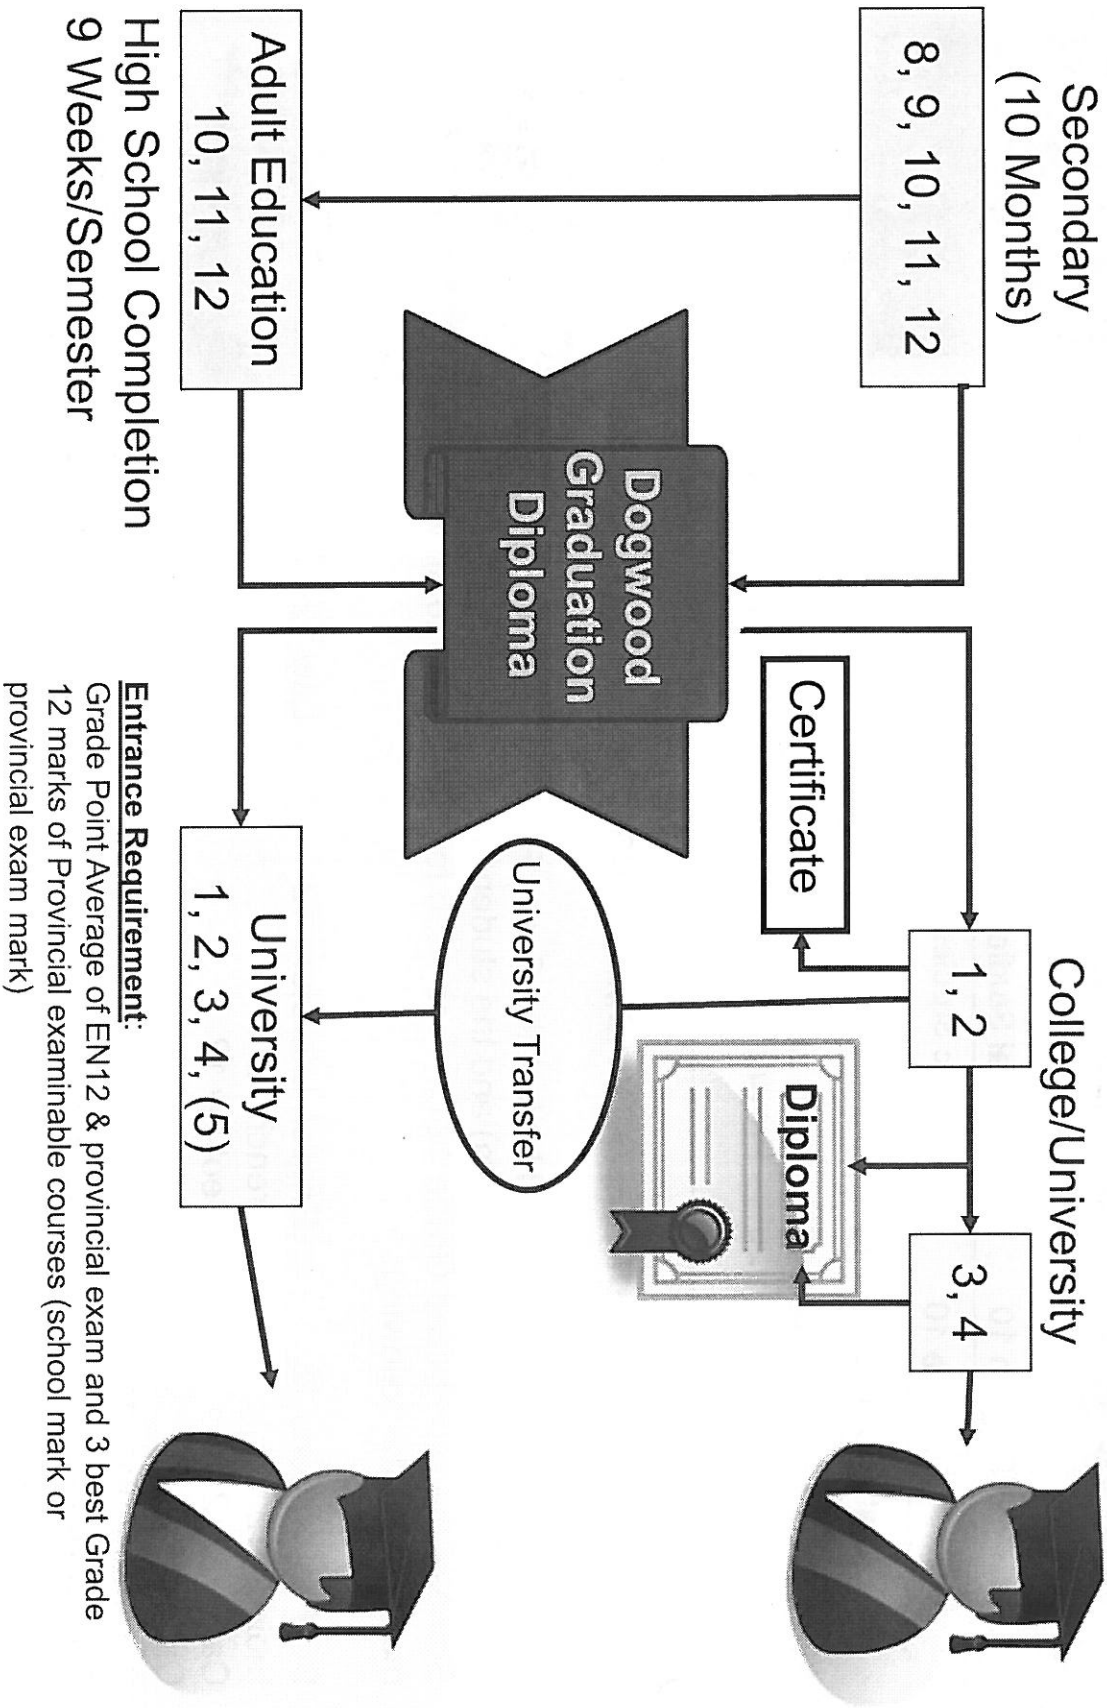 Secondary
(10 Months)
8, 9, 10, 11, 12
College/University
1, 2
3, 4
Certificate
Diploma
Dogwood
Graduation
Diploma
University Transfer
Adult Education
10, 11, 12
High School Completion
9 Weeks/Semester
University
1, 2, 3, 4, (5)
Entrance Requirement:
Grade Point Average of EN12 & provincial exam and 3 best Grade
12 marks of Provincial examinable courses (school mark or
provincial exam mark)